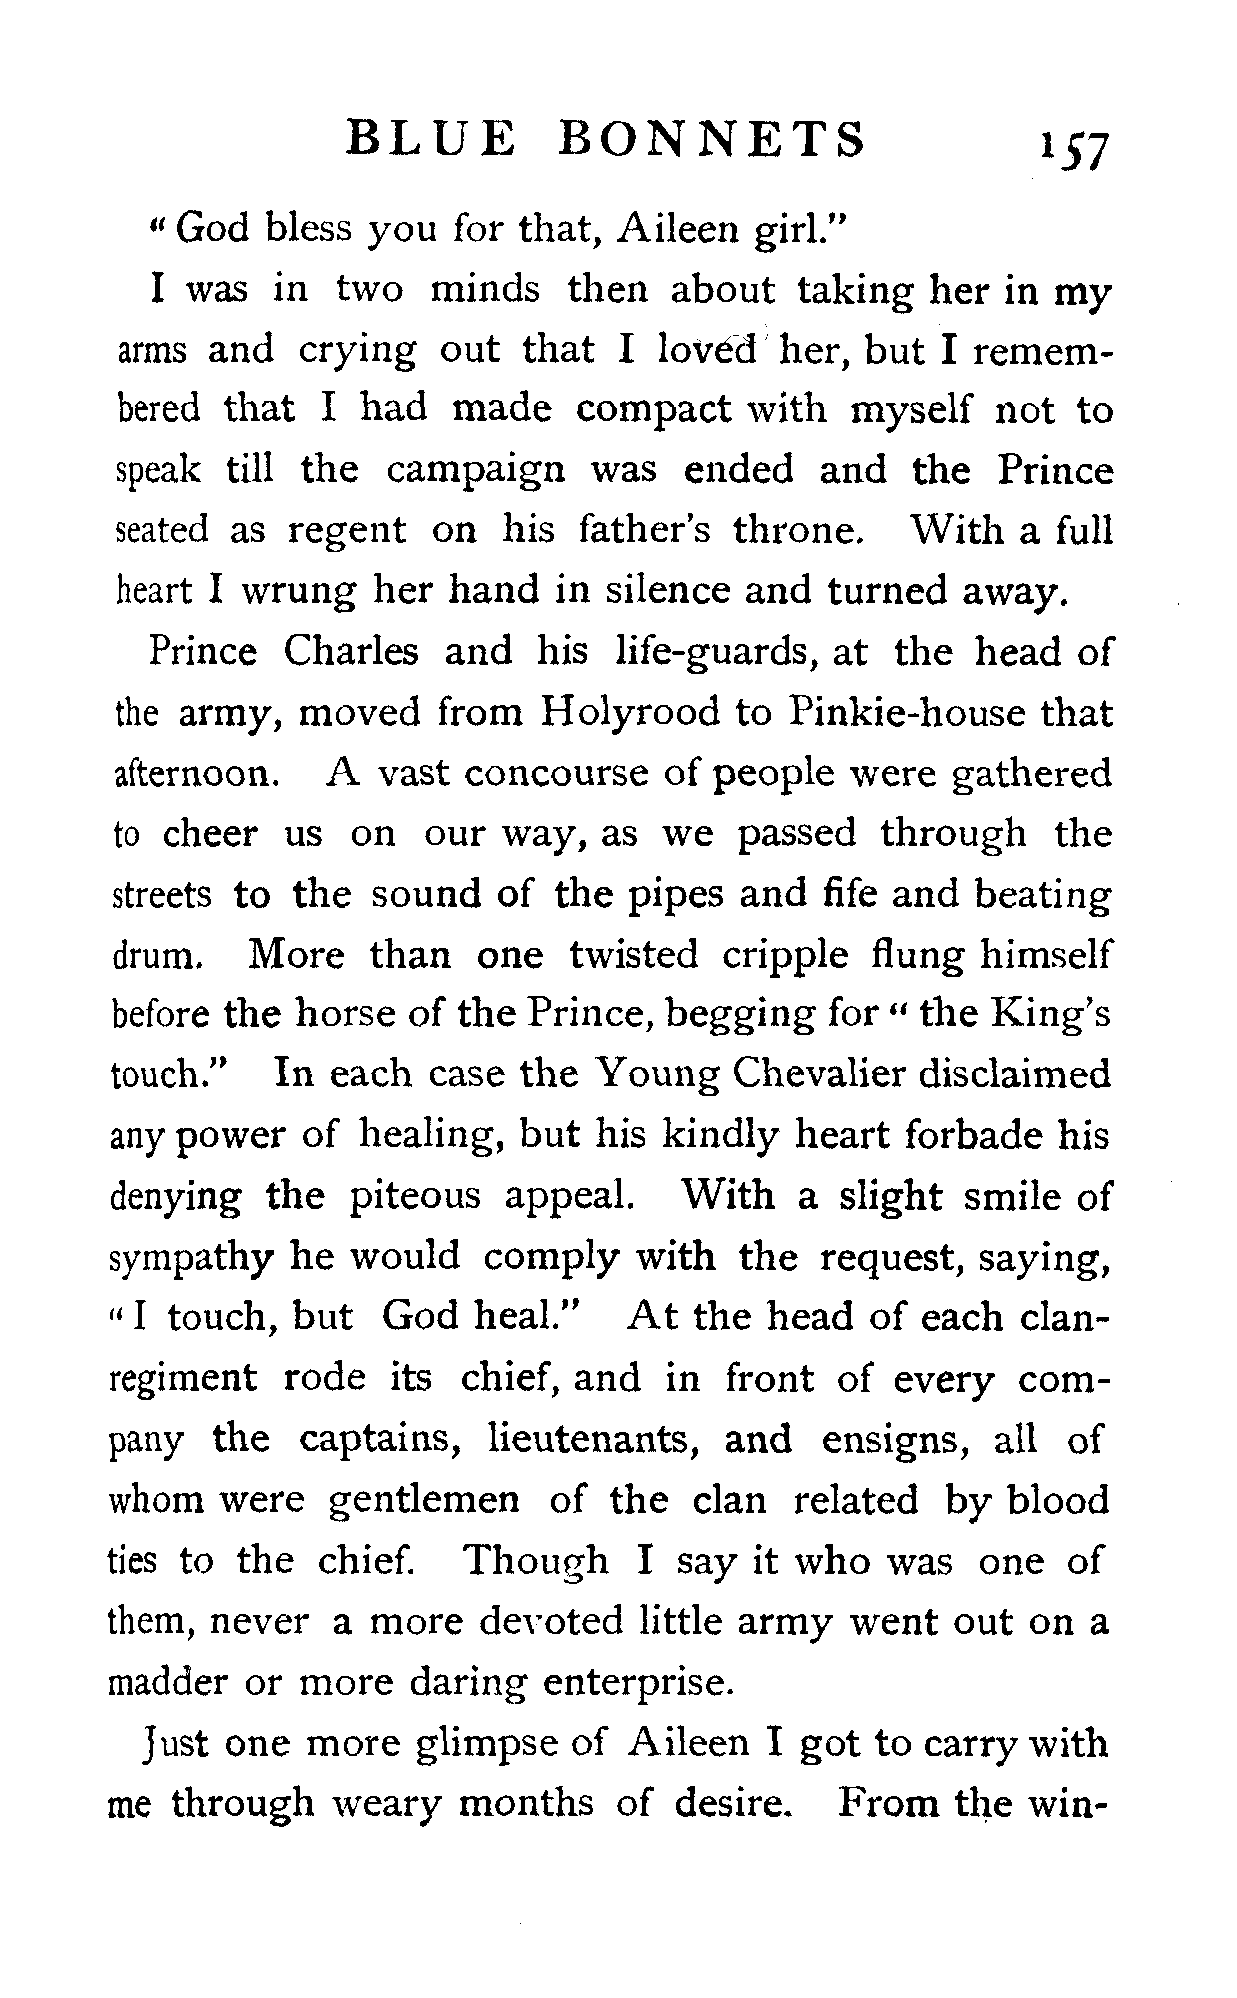 BLUE BONNETS 157
"God bless you for that, Aileen girl."
I was in two minds then about taking her in my
arms and crying out that I loved her, but I remem-
bered that I had made compact with myself not to
speak till the campaign was ended and the Prince
seated as regent on his father's throne. With a full
heart I wrung her hand in silence and turned away.
Prince Charles and his life-guards, at the head of
the army, moved from Holyrood to Pinkie-house that
afternoon. A vast concourse of people were gathered
to cheer us on our way, as we passed through the
streets to the sound of the pipes and fife and beating
drum. More than one twisted cripple flung himself
before the horse of the Prince, begging for "the King's
touch." In each case the Young Chevalier disclaimed
any power of healing, but his kindly heart forbade his
denying the piteous appeal. With a slight smile of
sympathy he would comply with the request, saying,
"I touch, but God heal." At the head of each clan-
regiment rode its chief, and in front of every com-
pany the captains, lieutenants, and ensigns, all of
whom were gentlemen of the clan related by blood
ties to the chief. Though I say it who was one of
them, never a more devoted little army went out on a
madder or more daring enterprise.
Just one more glimpse of Aileen I got to carry with
me through weary months of desire. From the win-